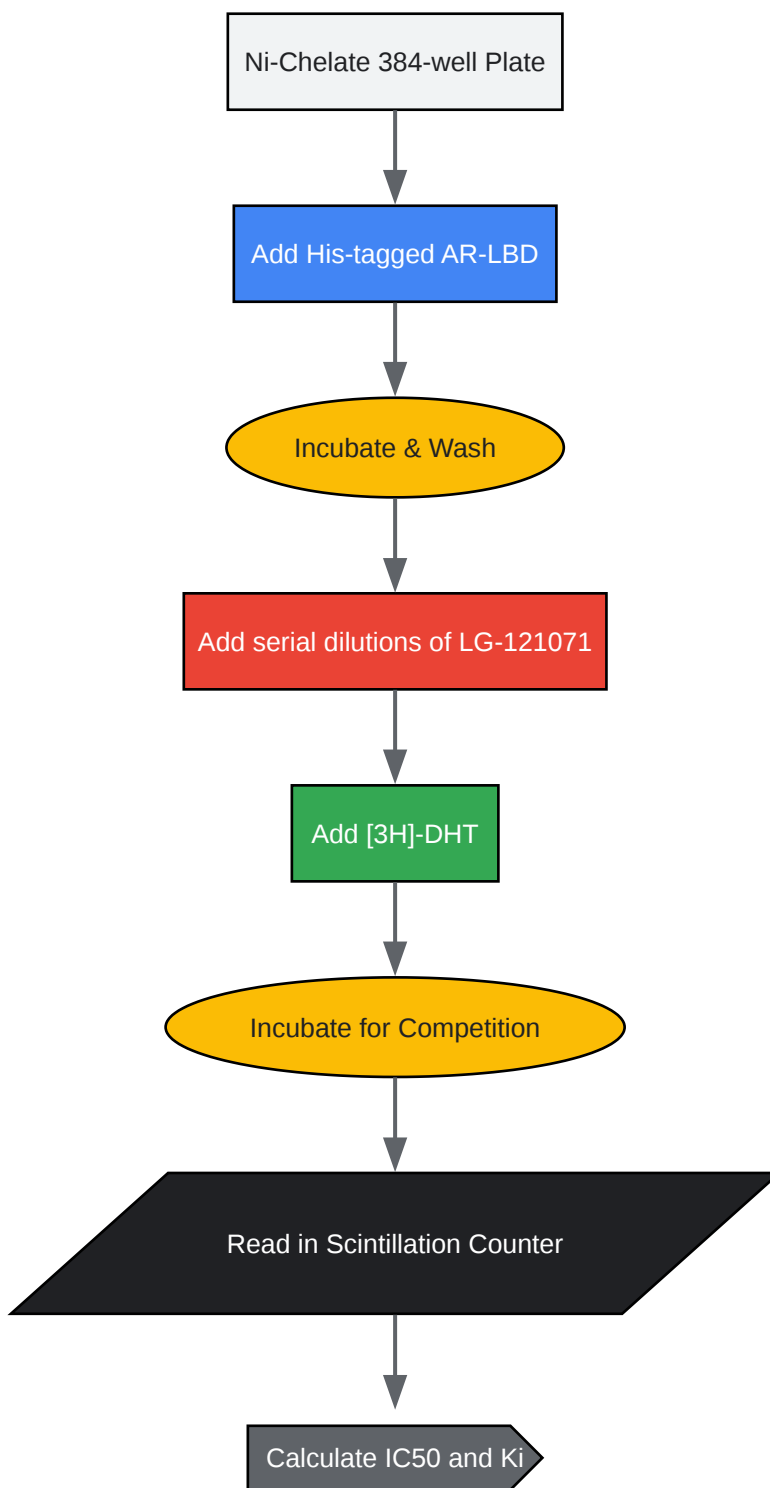 Ni-Chelate 384-well Plate
Add His-tagged AR-LBD
Incubate & Wash
Add serial dilutions of LG-121071
Add [3H]-DHT
Incubate for Competition
Read in Scintillation Counter
Calculate IC50 and Ki